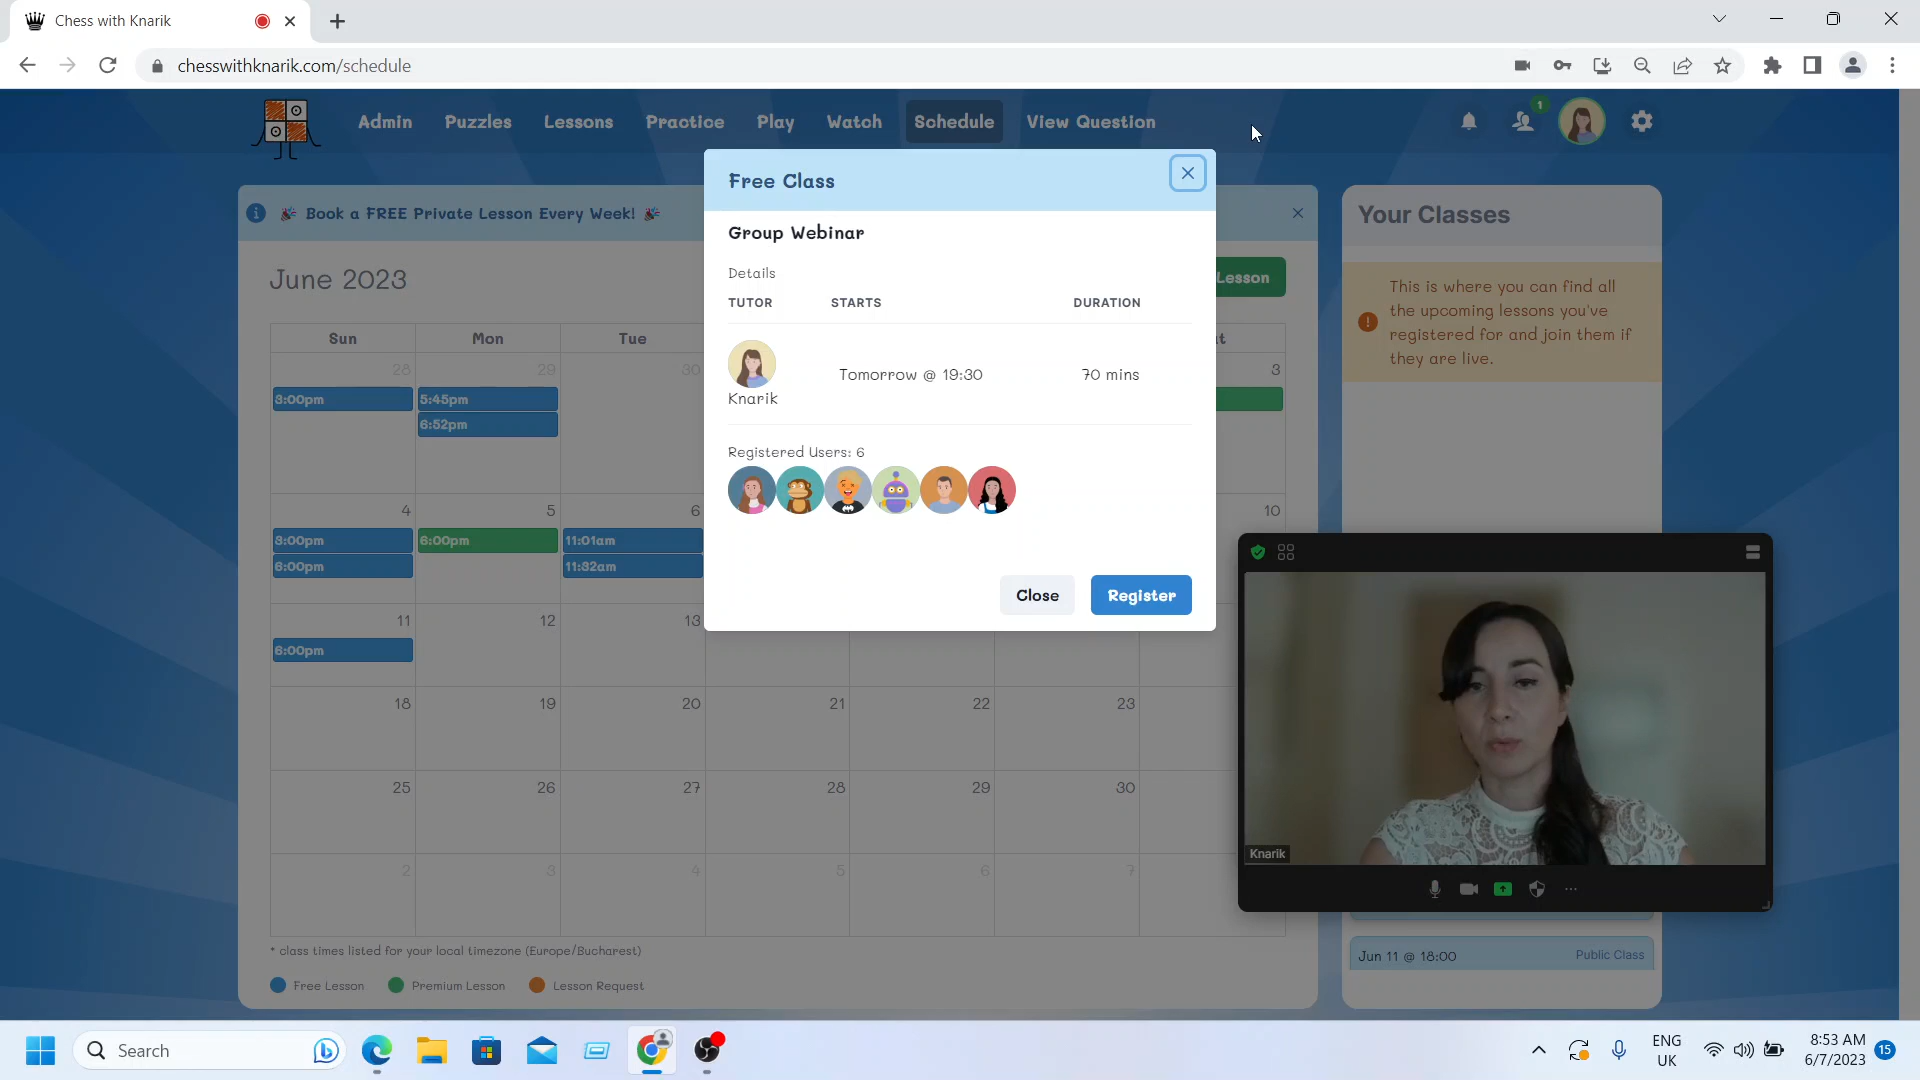 Chess with Knarik
chesswithknarik.com/schedule
Admin Puzzles Lessons Practice Play Watch Schedule View Question
1
Free Class
Book a FREE Private Lesson Every Week!
Your Classes
Group Webinar
This is where you can find all
the upcoming lessons you've
registered for and join them if
they are live.
June 2023
Lesson
Details
TUTOR STARTS DURATION
Sun Mon Tue
Tomorrow @ 19:30 70 mins
Knarik
28 29 30 3
3:00pm 5:45pm
6:52pm
Registered Users: 6
4 5 6 10
3:00pm 6:00pm 11:01am
6:00pm 11:32am
Close Register
11 12 13
6:00pm
18 19 20 21 22 23
25 26 27 28 29 30
2 3 4 5 6 7
Knarik
* class times listed for your local timezone (Europe/Bucharest)
Free Lesson Premium Lesson Lesson Request
Jun 11 @ 18:00 Public Class
Search
ENG
UK
8:53 AM
6/7/2023
15